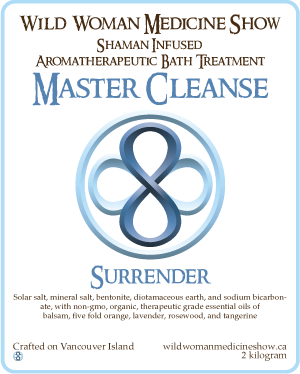 Wild Woman Medicine Show
Shaman Infused
Aromatherapeutic Bath Treatment
Master Cleanse
Surrender
Solar salt, mineral salt, bentonite, diotamaceous earth, and sodium bicarbon-
ate, with non-gmo, organic, therapeutic grade essential oils of
balsam, five fold orange, lavender, rosewood, and tangerine
Crafted on Vancouver Island
wildwomanmedicineshow.ca
2 kilogram